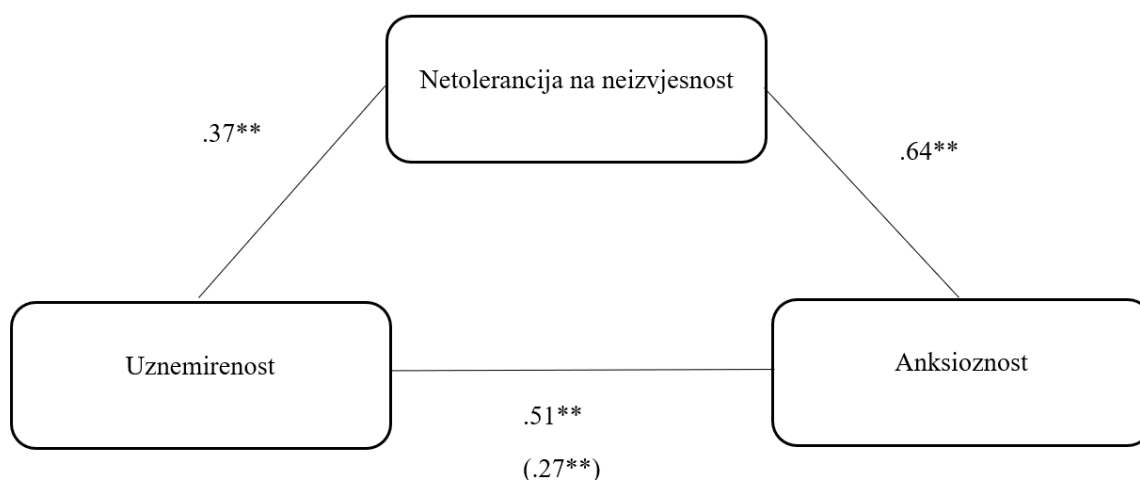 Netolerancija na neizvjesnost
.37**
.64**
Uznemirenost
Anksioznost
.51**
(.27**)